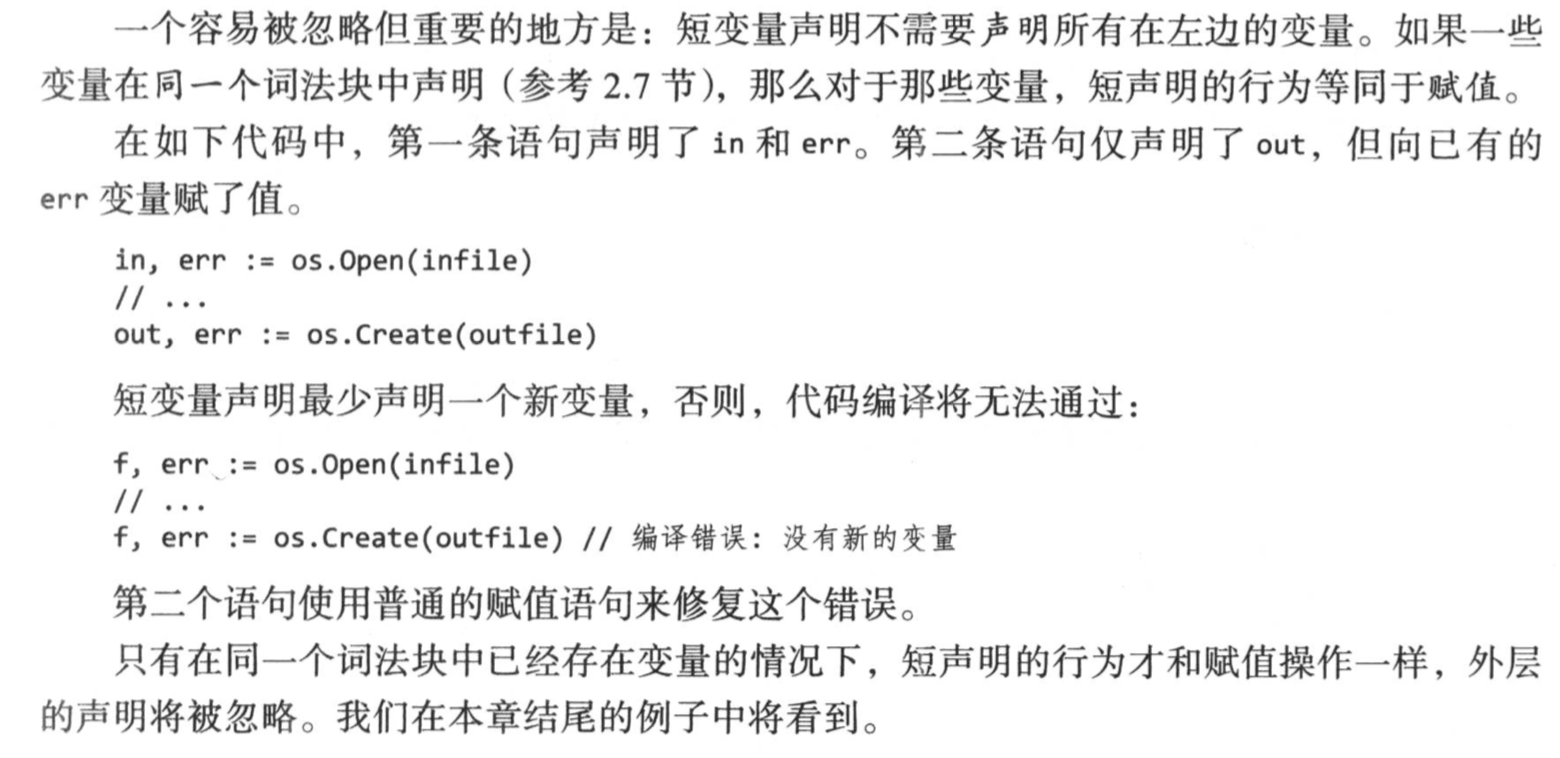 一个容易被忽略但重要的地方是：短变量声明不需要声明所有在左边的变量。如果一些
变量在同一个词法块中声明（参考 2.7 节），那么对于那些变量，短声明的行为等同于赋值。
在如下代码中，第一条语句声明了 in 和 err。第二条语句仅声明了 out，但向已有的
err 变量赋了值。
in, err := os.Open(infile)
// ...
out, err := os.Create(outfile)
短变量声明最少声明一个新变量，否则，代码编译将无法通过：
f, err := os.Open(infile)
// ...
f, err := os.Create(outfile) // 编译错误：没有新的变量
第二个语句使用普通的赋值语句来修复这个错误。
只有在同一个词法块中已经存在变量的情况下，短声明的行为才和赋值操作一样，外层
的声明将被忽略。我们在本章结尾的例子中将看到。